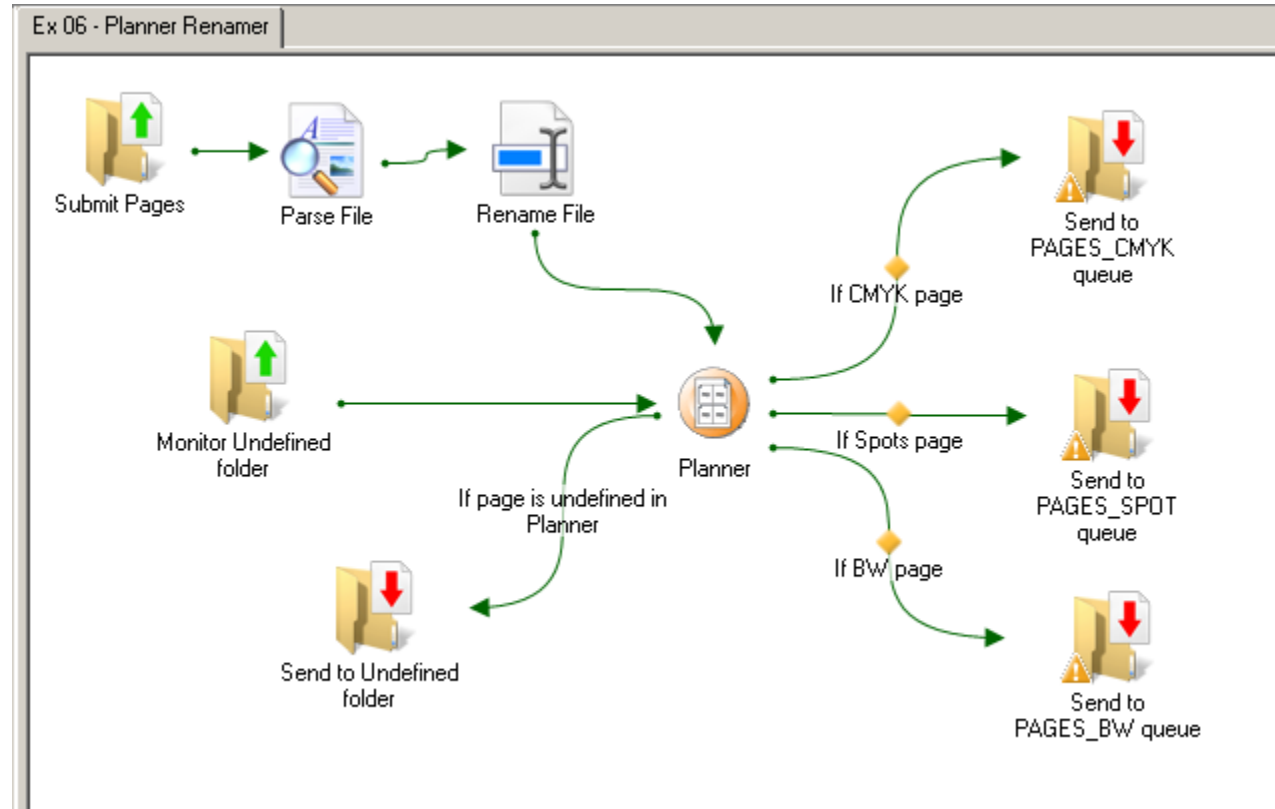 Ex 06 - Planner Renamer
Submit Pages
Parse File
Rename File
Send to
PAGES_CMYK
queue
If CMYK page
Monitor Undefined
folder
Planner
If Spots page
Send to
PAGES_SPOT
queue
If page is undefined in
Planner
If BW page
Send to Undefined
folder
Send to
PAGES_BW queue